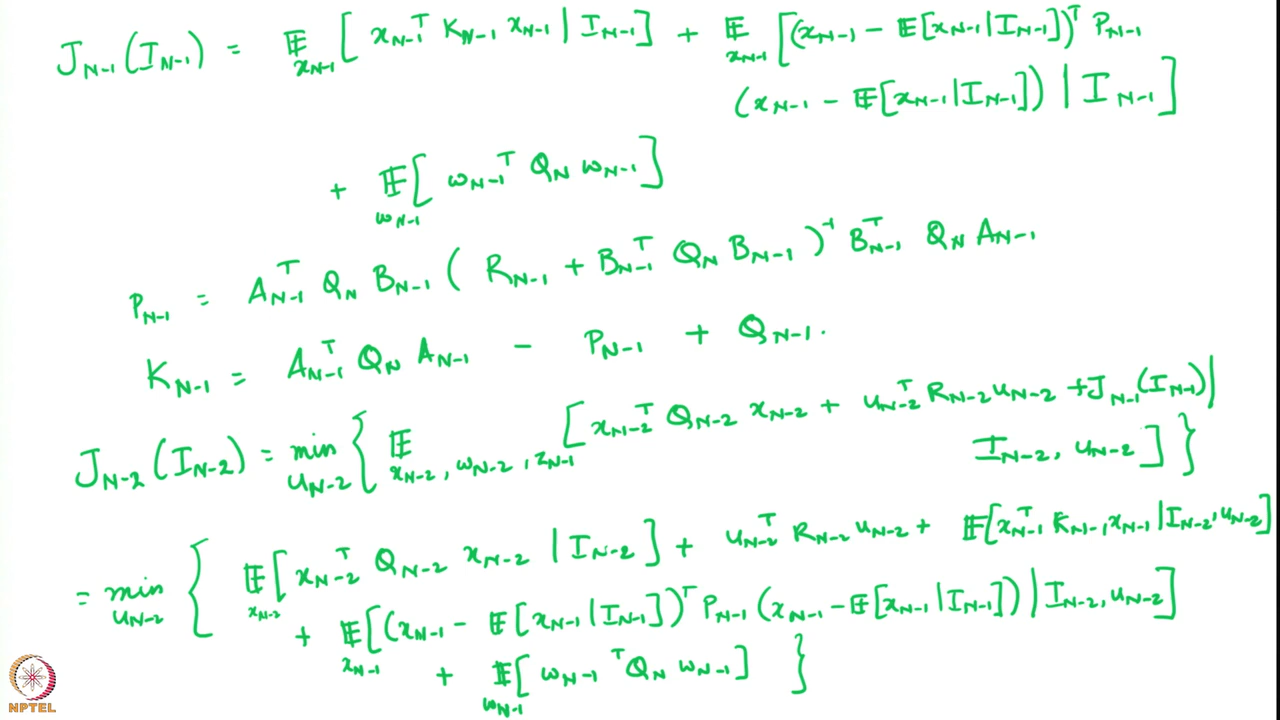 J_{N-1}(I_{N-1}) = 𝔼_{x_{N-1}}[x_{N-1}^T K_{N-1} x_{N-1} | I_{N-1}] + 𝔼_{x_{N-1}}[(x_{N-1} - 𝔼[x_{N-1}|I_{N-1}])^T P_{N-1}
(x_{N-1} - 𝔼[x_{N-1}|I_{N-1}]) | I_{N-1}]
+ 𝔼_{w_{N-1}}[w_{N-1}^T Q_N w_{N-1}]
P_{N-1} = A_{N-1}^T Q_N B_{N-1} (R_{N-1} + B_{N-1}^T Q_N B_{N-1})^{-1} B_{N-1}^T Q_N A_{N-1}
K_{N-1} = A_{N-1}^T Q_N A_{N-1} - P_{N-1} + Q_{N-1}.
J_{N-2}(I_{N-2}) = min_{u_{N-2}} { 𝔼_{x_{N-2}, w_{N-2}, z_{N-1}} [x_{N-2}^T Q_{N-2} x_{N-2} + u_{N-2}^T R_{N-2} u_{N-2} + J_{N-1}(I_{N-1}) |
I_{N-2}, u_{N-2}] }
= min_{u_{N-2}} { 𝔼_{x_{N-2}}[x_{N-2}^T Q_{N-2} x_{N-2} | I_{N-2}] + u_{N-2}^T R_{N-2} u_{N-2} + 𝔼[x_{N-1}^T K_{N-1} x_{N-1} | I_{N-2}, u_{N-2}]
+ 𝔼_{x_{N-1}}[(x_{N-1} - 𝔼[x_{N-1}|I_{N-1}])^T P_{N-1} (x_{N-1} - 𝔼[x_{N-1}|I_{N-1}]) | I_{N-2}, u_{N-2}]
+ 𝔼_{w_{N-1}}[w_{N-1}^T Q_N w_{N-1}] }
NPTEL